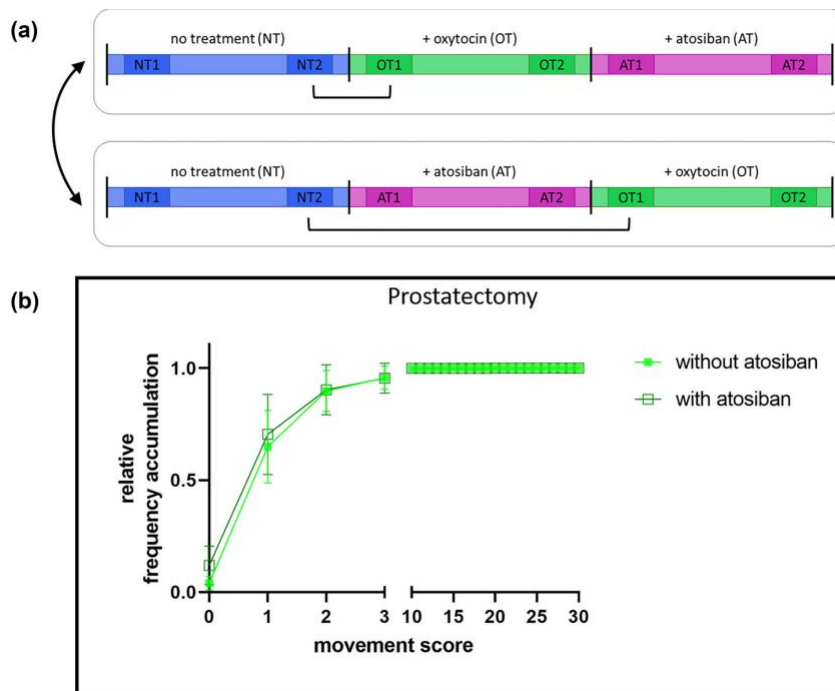 (a)
no treatment (NT) + oxytocin (OT) + atosiban (AT)
NT1 NT2 OT1 OT2 AT1 AT2
no treatment (NT) + atosiban (AT) + oxytocin (OT)
NT1 NT2 AT1 AT2 OT1 OT2
(b)
Prostatectomy
relative
frequency accumulation
1.0
0.5
0.0
0 1 2 3 10 15 20 25 30
movement score
without atosiban
with atosiban